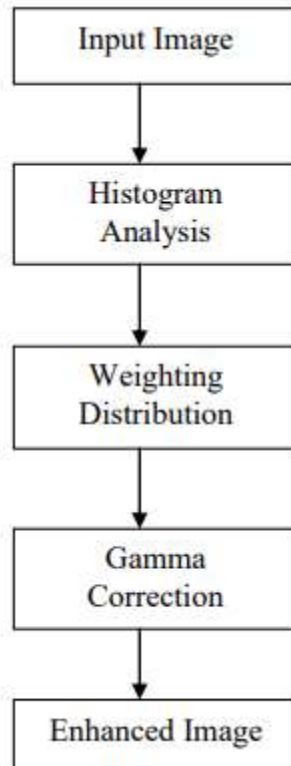 Input Image
Histogram
Analysis
Weighting
Distribution
Gamma
Correction
Enhanced Image